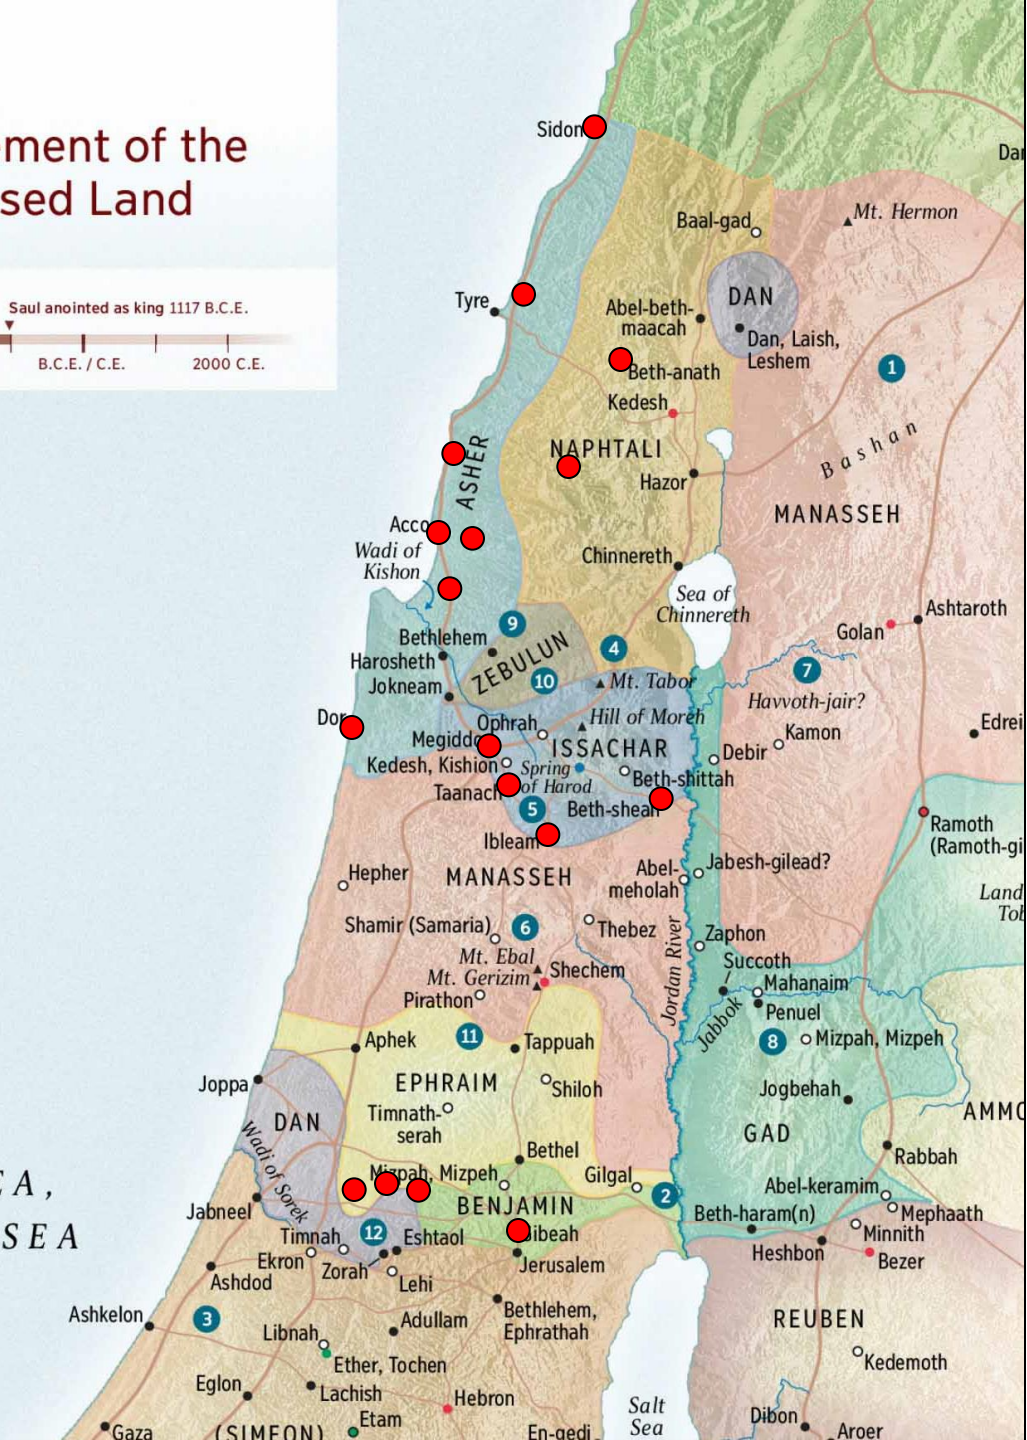 ment of the
sed Land
Saul anointed as king 1117 B.C.E.
B.C.E. / C.E.
2000 C.E.
Sidon
Mt. Hermon
Baal-gad
DAN
Tyre
Abel-beth-
maacah
Dan, Laish,
Leshem
1
Beth-anath
Kedesh
Bashan
NAPHTALI
ASHER
Hazor
MANASSEH
Acco
Wadi of
Kishon
Chinnereth
Sea of
Chinnereth
Ashtaroth
Golan
9
Bethlehem
ZEBULUN
4
Harosheth
7
Jokneam
10
Mt. Tabor
Havvoth-jair?
Dor
Ophrah
Hill of Moreh
Edrei
Kamon
Megiddo
ISSACHAR
Debir
Kedesh, Kishion
Spring
of Harod
Beth-shittah
Taanach
5
Beth-shean
Ramoth
(Ramoth-gi
Ibleam
Jabesh-gilead?
Hepher
MANASSEH
Abel-
meholah
Land
Tob
Shamir (Samaria)
6
Thebez
Zaphon
Mt. Ebal
Mt. Gerizim
Shechem
Jordan River
Succoth
Mahanaim
Pirathon
Penuel
Jabbok
11
8
Mizpah, Mizpeh
Aphek
Tappuah
EPHRAIM
Joppa
Shiloh
Jogbehah
Timnath-
serah
DAN
AMMO
GAD
Wadi of Sorek
Bethel
Rabbah
EA,
Mizpah, Mizpeh
Gilgal
2
Abel-keramim
Jabneel
BENJAMIN
Mephaath
SEA
Beth-haram(n)
Minnith
Timnah
12
Eshtaol
Gibeah
Heshbon
Ekron
Zorah
Jerusalem
Bezer
Ashdod
Lehi
Ashkelon
3
Adullam
Bethlehem,
Ephrathah
REUBEN
Libnah
Ether, Tochen
Kedemoth
Eglon
Lachish
Hebron
Salt
Sea
Etam
Dibon
Gaza
(SIMEON)
En-gedi
Aroer